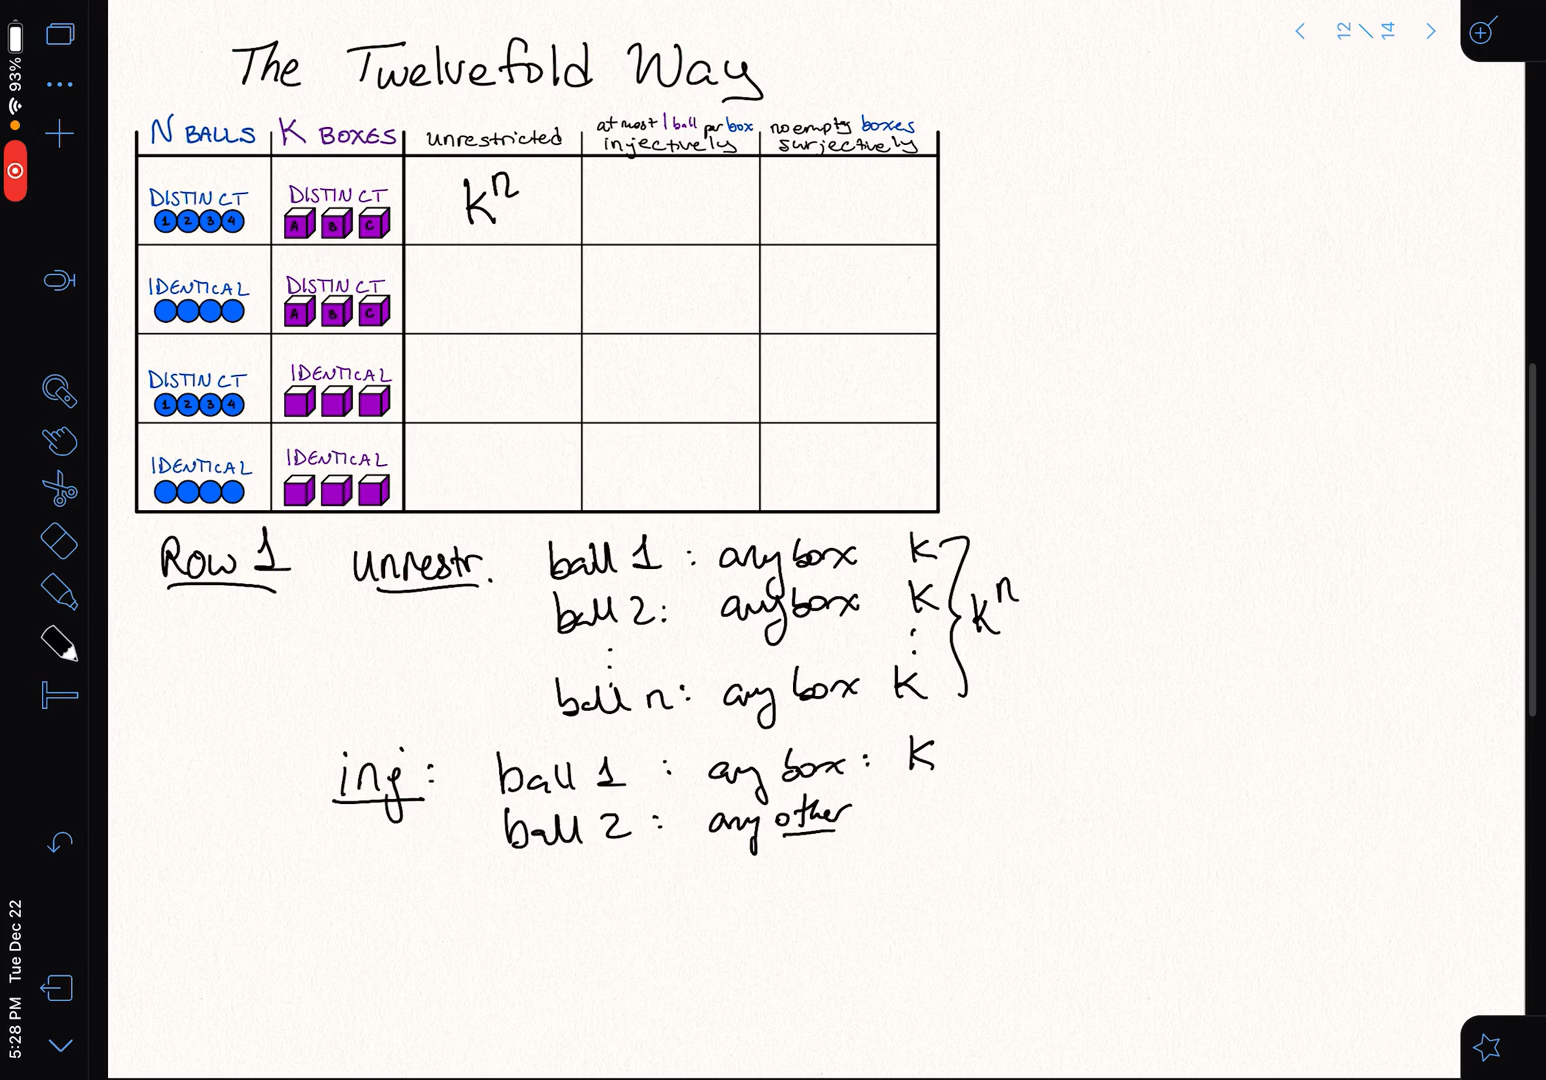 The Twelvefold Way
N BALLS K BOXES unrestricted at most 1 ball per box injectively no empty boxes surjectively
DISTINCT DISTINCT k^n
1 2 3 4 A B C
IDENTICAL DISTINCT
A B C
DISTINCT IDENTICAL
1 2 3 4
IDENTICAL IDENTICAL
Row 1 unrestr. ball 1 : any box K
ball 2: any box K
⋮ ⋮ K^n
ball n: any box K
inj: ball 1 : any box : K
ball 2 : any other
12 / 14
93%
5:28 PM Tue Dec 22